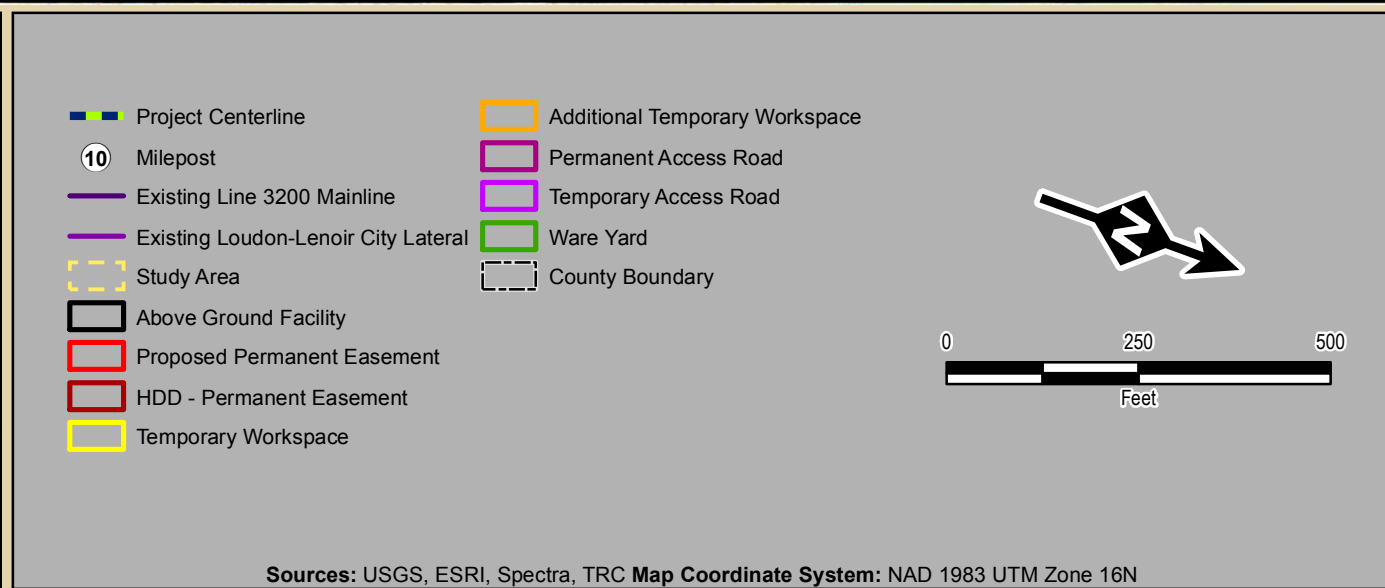 Project Centerline
10 Milepost
Existing Line 3200 Mainline
Existing Loudon-Lenoir City Lateral
Study Area
Above Ground Facility
Proposed Permanent Easement
HDD - Permanent Easement
Temporary Workspace
Additional Temporary Workspace
Permanent Access Road
Temporary Access Road
Ware Yard
County Boundary
N
0 250 500
Feet
Sources: USGS, ESRI, Spectra, TRC Map Coordinate System: NAD 1983 UTM Zone 16N